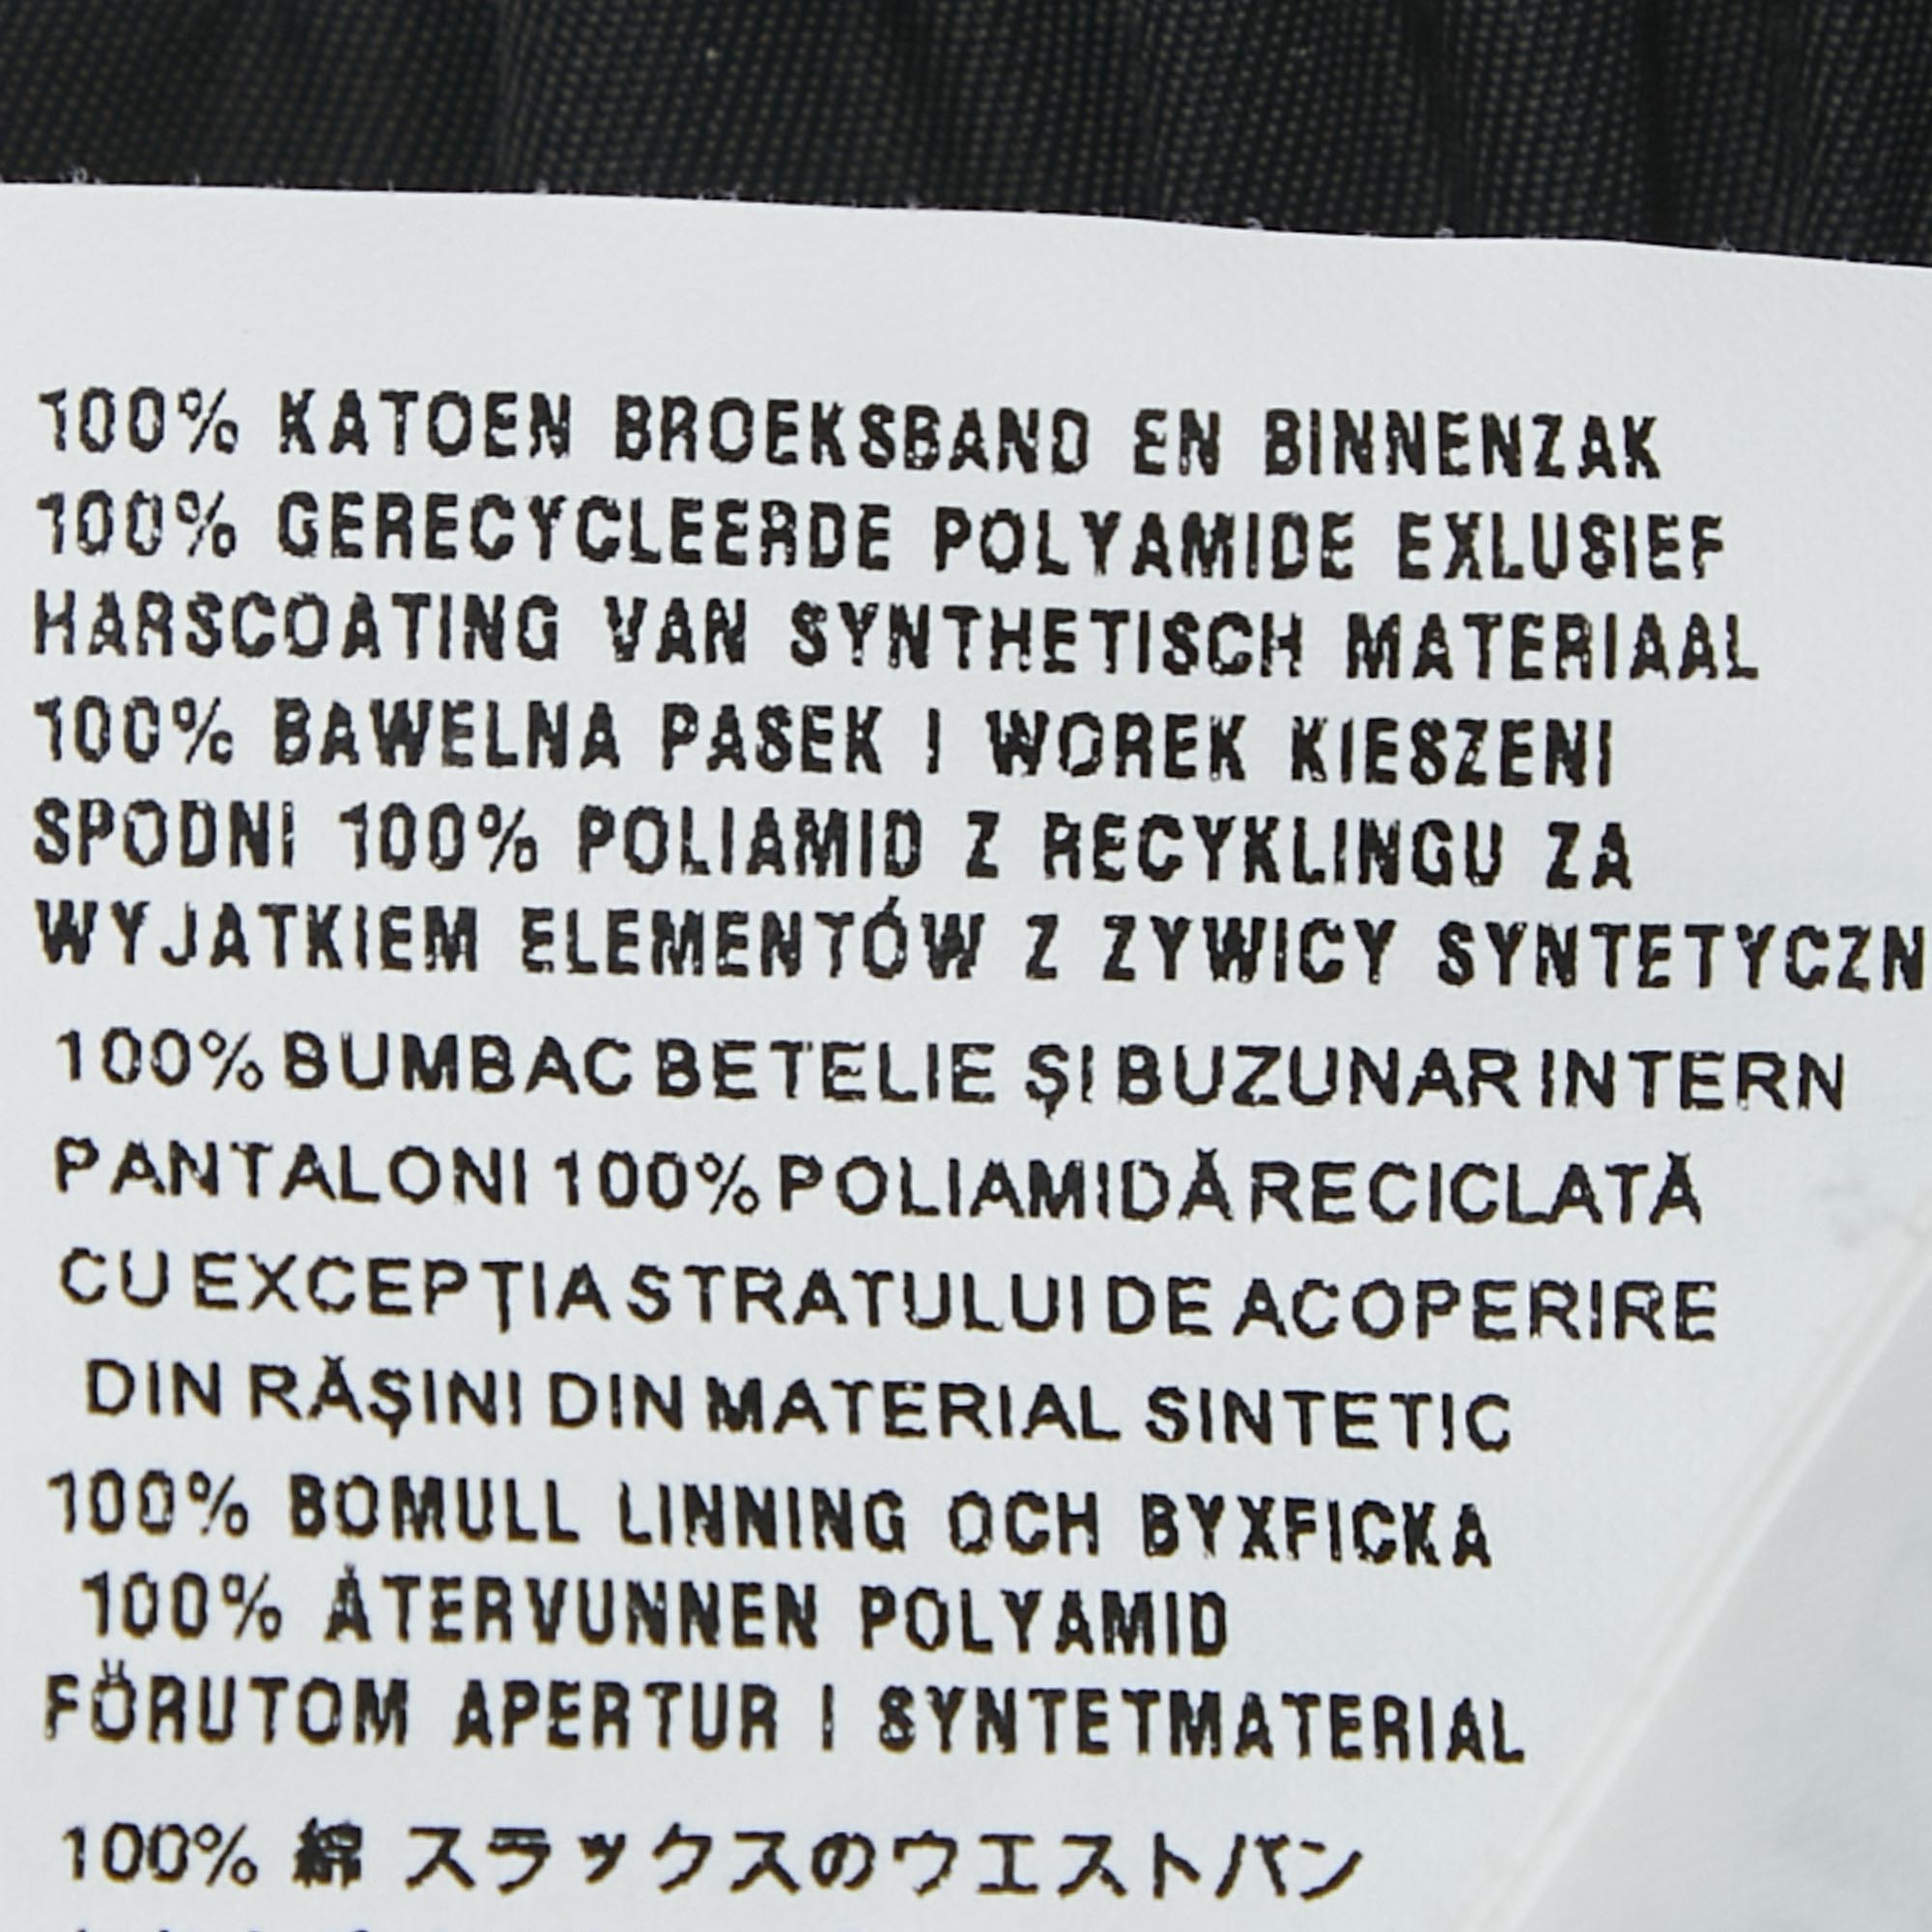 100% KATOEN BROEKSBAND EN BINNENZAK
100% GERECYCLEERDE POLYAMIDE EXLUSIEF
HARSCOATING VAN SYNTHETISCH MATERIAAL
100% BAWELNA PASEK I WOREK KIESZENI
SPODNI 100% POLIAMID Z RECYKLINGU ZA
WYJATKIEM ELEMENTÓW Z ZYWICY SYNTETYCZN
100% BUMBAC BETELIE ȘI BUZUNAR INTERN
PANTALONI 100% POLIAMIDĂ RECICLATĂ
CU EXCEPȚIA STRATULUI DE ACOPERIRE
DIN RĂȘINI DIN MATERIAL SINTETIC
100% BOMULL LINNING OCH BYXFICKA
100% ÅTERVUNNEN POLYAMID
FÖRUTOM APERTUR I SYNTETMATERIAL
100% 綿 スラックスのウエストバン